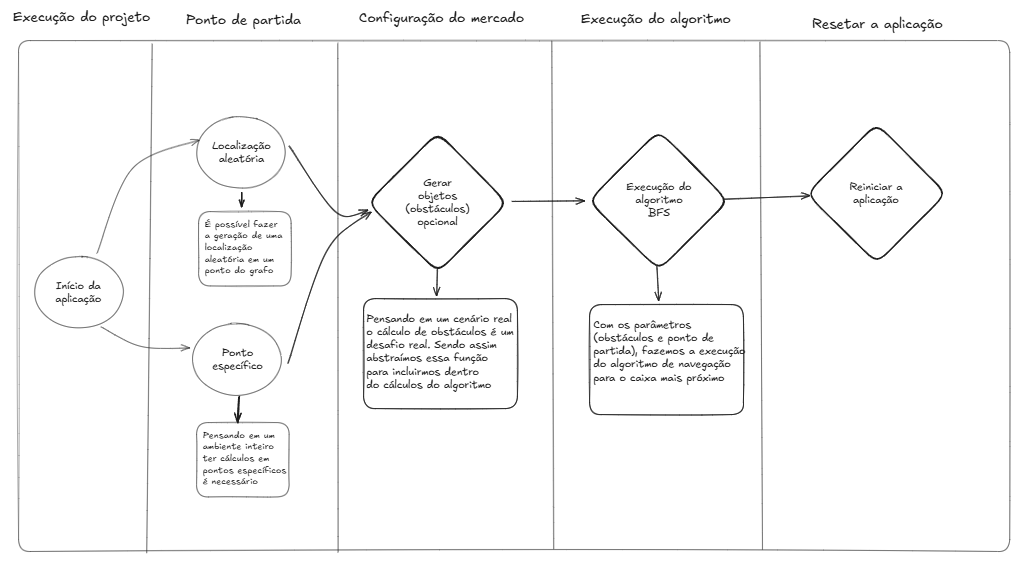 Execução do projeto
Ponto de partida
Configuração do mercado
Execução do algoritmo
Resetar a aplicação
Início da
aplicação
Localização
aleatória
É possível fazer
a geração de uma
localização
aleatória em um
ponto do grafo
Ponto
específico
Pensando em um
ambiente inteiro
ter cálculos em
pontos específicos
é necessário
Gerar
objetos
(obstáculos)
opcional
Pensando em um cenário real
o cálculo de obstáculos é um
desafio real. Sendo assim
abstraímos essa função
para incluirmos dentro
do cálculos do algoritmo
Execução do
algoritmo
BFS
Com os parâmetros
(obstáculos e ponto de
partida), fazemos a execução
do algoritmo de navegação
para o caixa mais próximo
Reiniciar a
aplicação